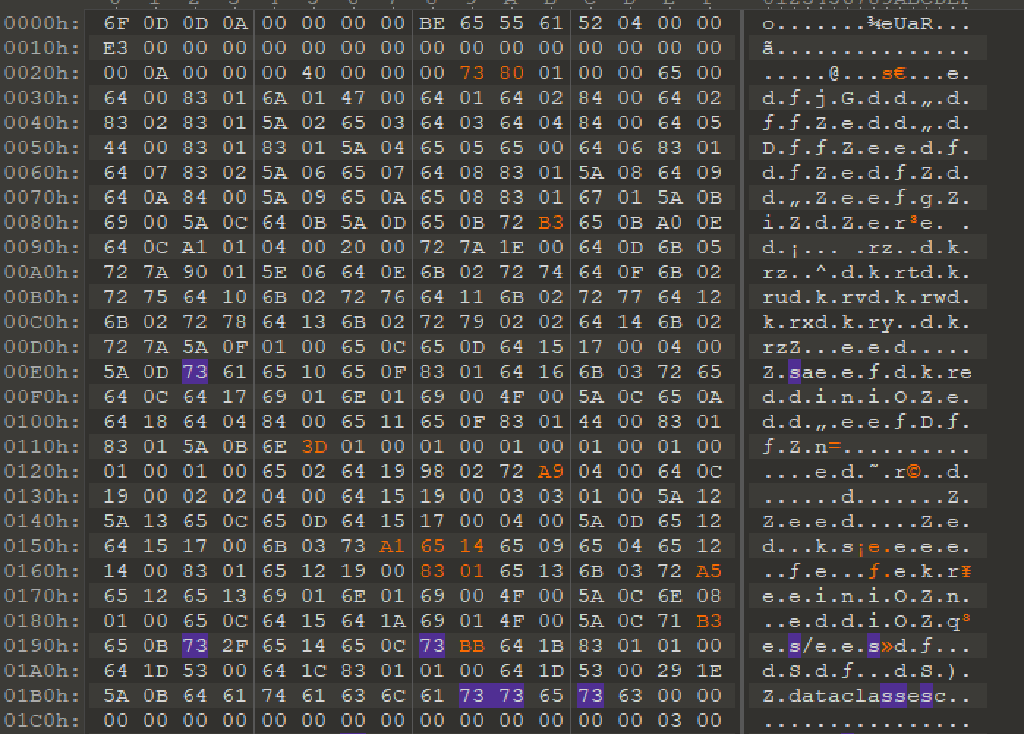 0000h: 6F 0D 0D 0A 00 00 00 00 BE 65 55 61 52 04 00 00 o.......¾eUaR...
0010h: E3 00 00 00 00 00 00 00 00 00 00 00 00 00 00 00 ã...............
0020h: 00 0A 00 00 00 40 00 00 00 00 73 80 01 00 00 65 00 .....@...s€...e.
0030h: 64 00 83 01 6A 01 47 00 64 01 64 02 84 00 64 02 d.ƒ.j.G.d.d.„.d.
0040h: 83 02 83 01 5A 02 65 03 64 03 64 04 84 00 64 05 ƒ.ƒ.Z.e.d.d.„.d.
0050h: 44 00 83 01 83 01 5A 04 65 05 65 00 64 06 83 01 D.ƒ.ƒ.Z.e.e.d.ƒ.
0060h: 64 07 83 02 5A 06 65 07 64 08 83 01 5A 08 64 09 d.ƒ.Z.e.d.ƒ.Z.d.
0070h: 64 0A 84 00 5A 09 65 0A 65 08 83 01 67 01 5A 0B d.„.Z.e.e.ƒ.g.Z.
0080h: 69 00 5A 0C 64 0B 5A 0D 65 0B 72 B3 65 0B A0 0E i.Z.d.Z.e.r³e. .
0090h: 64 0C A1 01 04 00 20 00 72 7A 1E 00 64 0D 6B 05 d.¡... .rz..d.k.
00A0h: 72 7A 90 01 5E 06 64 0E 6B 02 72 74 64 0F 6B 02 rz..^.d.k.rtd.k.
00B0h: 72 75 64 10 6B 02 72 76 64 11 6B 02 72 77 64 12 rud.k.rvd.k.rwd.
00C0h: 6B 02 72 78 64 13 6B 02 72 79 02 02 64 14 6B 02 k.rxd.k.ry..d.k.
00D0h: 72 7A 5A 0F 01 00 65 0C 65 0D 64 15 17 00 04 00 rzZ...e.e.d.....
00E0h: 5A 0D 73 61 65 10 65 0F 83 01 64 16 6B 03 72 65 Z.sae.e.ƒ.d.k.re
00F0h: 64 0C 64 17 69 01 6E 01 69 00 4F 00 5A 0C 65 0A d.d.i.n.i.O.Z.e.
0100h: 64 18 64 04 84 00 65 11 65 0F 83 01 44 00 83 01 d.d.„.e.e.ƒ.D.ƒ.
0110h: 83 01 5A 0B 6E 3D 01 00 01 00 01 00 01 00 01 00 ƒ.Z.n=..........
0120h: 01 00 01 00 65 02 64 19 98 02 72 A9 04 00 64 0C ....e.d.˜.r©..d.
0130h: 19 00 02 02 04 00 64 15 19 00 03 03 01 00 5A 12 ......d.......Z.
0140h: 5A 13 65 0C 65 0D 64 15 17 00 04 00 5A 0D 65 12 Z.e.e.d.....Z.e.
0150h: 64 15 17 00 6B 03 73 A1 65 14 65 09 65 04 65 12 d...k.s¡e.e.e.e.
0160h: 14 00 83 01 65 12 19 00 83 01 65 13 6B 03 72 A5 ..ƒ.e...ƒ.e.k.r¥
0170h: 65 12 65 13 69 01 6E 01 69 00 4F 00 5A 0C 6E 08 e.e.i.n.i.O.Z.n.
0180h: 01 00 65 0C 64 15 64 1A 69 01 4F 00 5A 0C 71 B3 ..e.d.d.i.O.Z.q³
0190h: 65 0B 73 2F 65 14 65 0C 73 BB 64 1B 83 01 01 00 e.s/e.e.s»d.ƒ...
01A0h: 64 1D 53 00 64 1C 83 01 01 00 64 1D 53 00 29 1E d.S.d.ƒ...d.S.).
01B0h: 5A 0B 64 61 74 61 63 6C 61 73 73 65 73 63 00 00 Z.dataclassesc..
01C0h: 00 00 00 00 00 00 00 00 00 00 00 00 00 00 03 00 ................